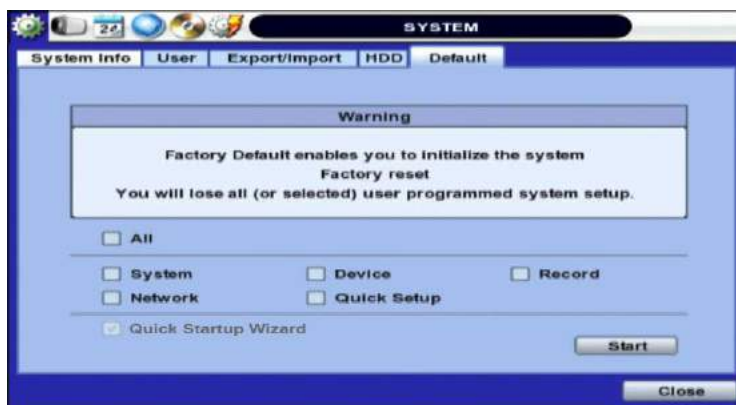 SYSTEM
System Info User Export/Import HDD Default
Warning
Factory Default enables you to initialize the system
Factory reset
You will lose all (or selected) user programmed system setup.
All
System Device Record
Network Quick Setup
Quick Startup Wizard
Start
Close